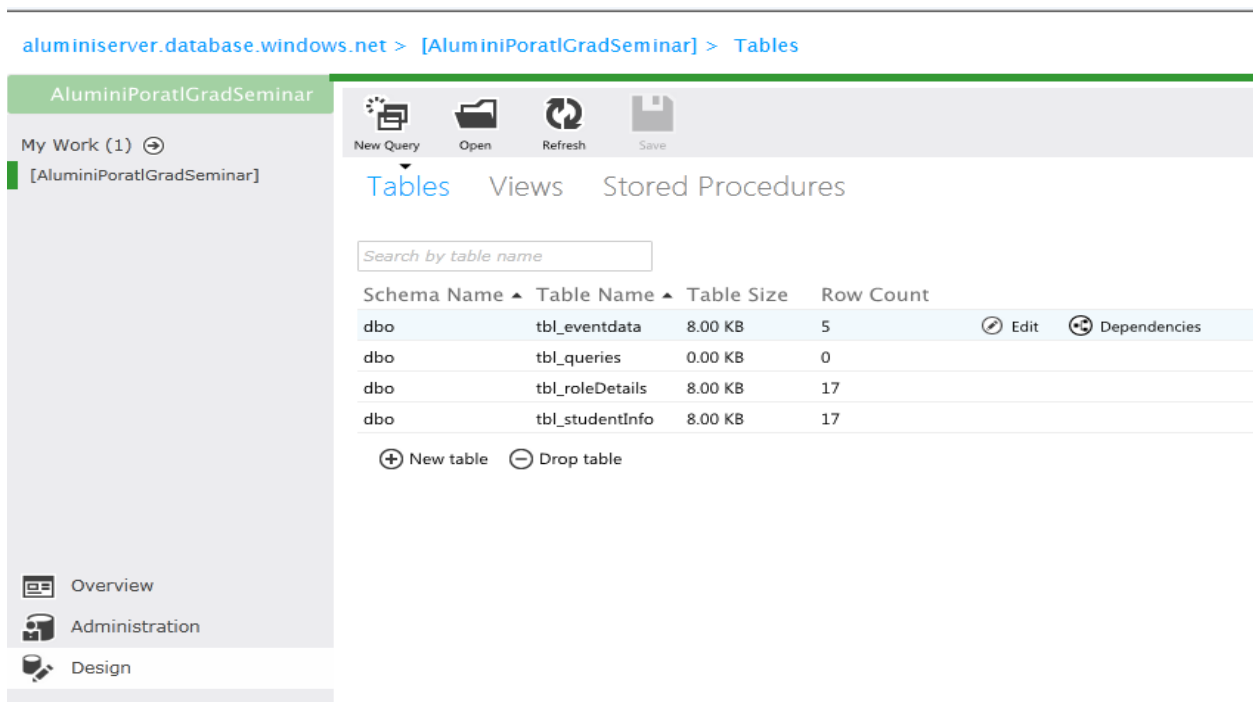 aluminiserver.database.windows.net > [AluminiPoratlGradSeminar] > Tables
AluminiPoratlGradSeminar
My Work (1)
[AluminiPoratlGradSeminar]
New Query Open Refresh Save
Tables Views Stored Procedures
Search by table name
Schema Name Table Name Table Size Row Count
dbo tbl_eventdata 8.00 KB 5 Edit Dependencies
dbo tbl_queries 0.00 KB 0
dbo tbl_roleDetails 8.00 KB 17
dbo tbl_studentInfo 8.00 KB 17
New table Drop table
Overview
Administration
Design